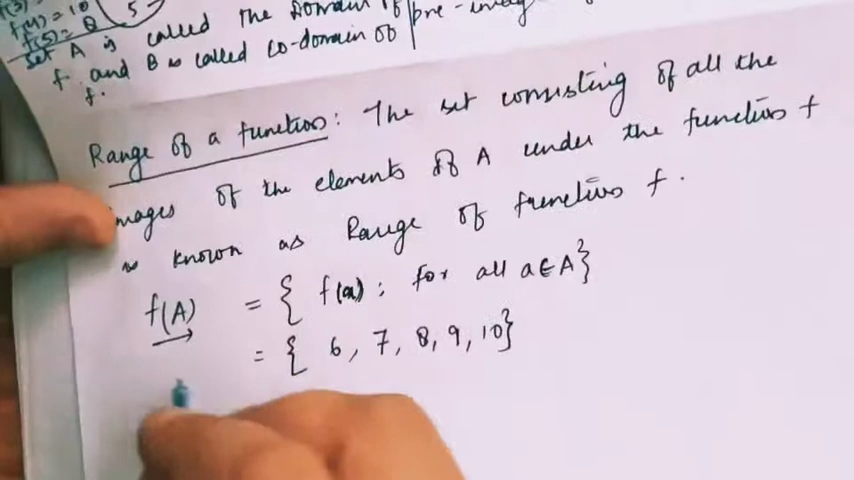 f(4) = 10
f(5) = 8 5
Set A is called the Domain of pre-image
f and B is called co-domain of
f.
Range of a function: The set consisting of all the
images of the elements of A under the function f
is known as Range of function f.
f(A) = { f(a) ; for all a ∈ A }
= { 6, 7, 8, 9, 10 }